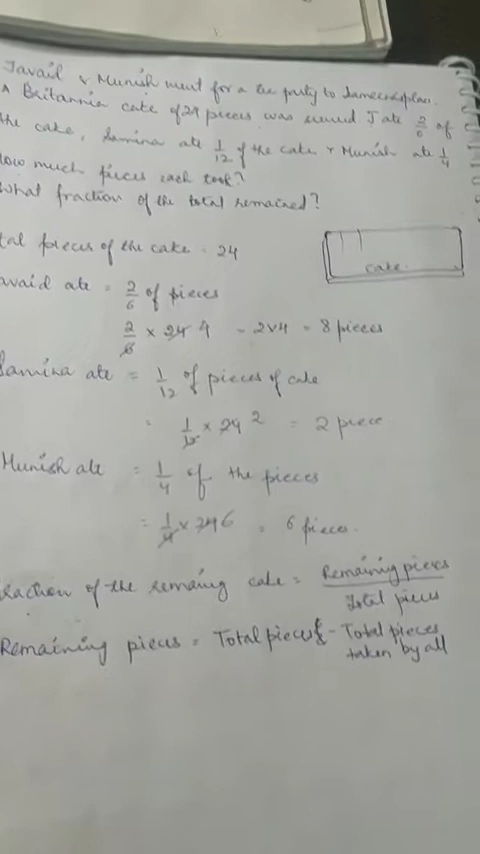 Javaid & Munish went for a tea party to Samecna's plan.
A Britannia cake of 24 pieces was served J ate 2/6 of
the cake, Samina ate 1/12 of the cake & Munish ate 1/4
How much pieces each took?
What fraction of the total remained?
tal pieces of the cake - 24
cake
avaid ate = 2/6 of pieces
2/6 × 24 4 = 2×4 = 8 pieces
Samina ate = 1/12 of pieces of cake
= 1/12 × 24 2 = 2 piece
Munish ate = 1/4 of the pieces
= 1/4 × 24 6 = 6 pieces.
raction of the remaing cake = Remaining pieces
Total pieces
Remaining pieces = Total pieces - Total pieces
taken by all